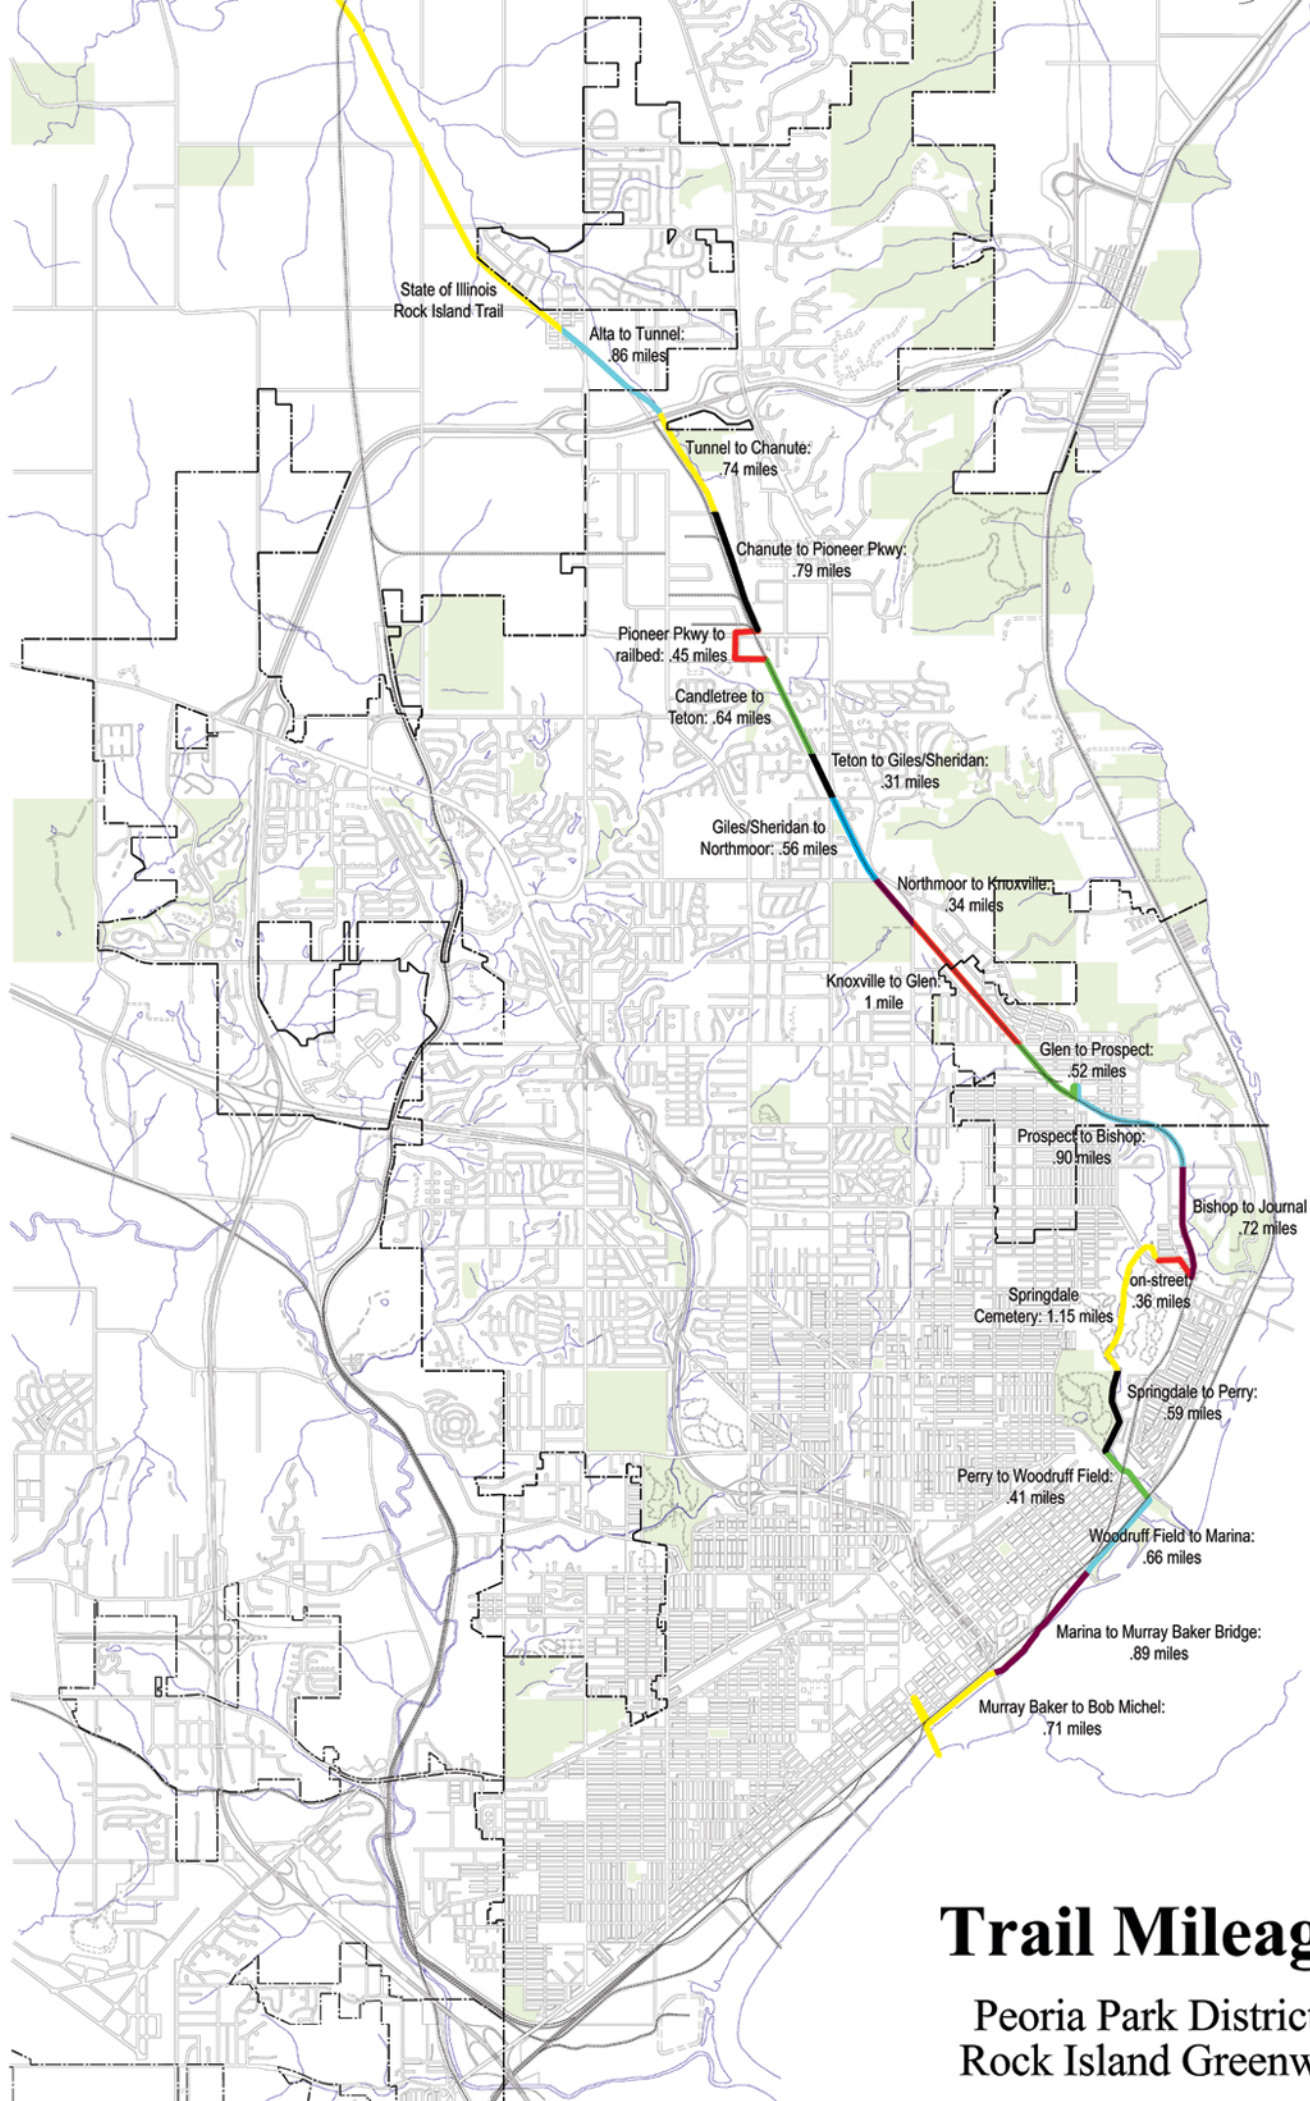 State of Illinois
Rock Island Trail
Alta to Tunnel:
.86 miles
Tunnel to Chanute:
.74 miles
Chanute to Pioneer Pkwy:
.79 miles
Pioneer Pkwy to
railbed: .45 miles
Candletree to
Teton: .64 miles
Teton to Giles/Sheridan:
.31 miles
Giles/Sheridan to
Northmoor: .56 miles
Northmoor to Knoxville:
.34 miles
Knoxville to Glen:
1 mile
Glen to Prospect:
.52 miles
Prospect to Bishop:
.90 miles
Bishop to Journal
.72 miles
on-street:
.36 miles
Springdale
Cemetery: 1.15 miles
Springdale to Perry:
.59 miles
Perry to Woodruff Field:
.41 miles
Woodruff Field to Marina:
.66 miles
Marina to Murray Baker Bridge:
.89 miles
Murray Baker to Bob Michel:
.71 miles
Trail Mileag
Peoria Park District
Rock Island Greenw